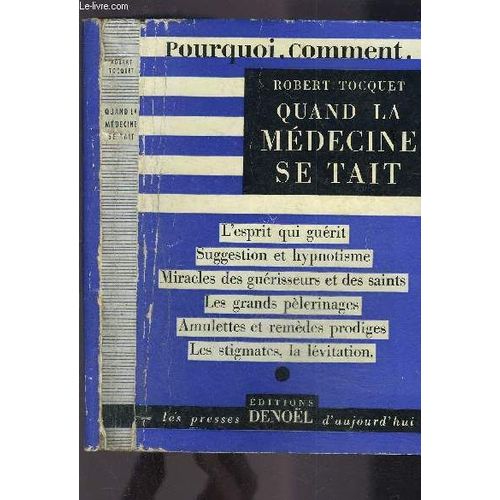 Le-livre.com
Pourquoi. Comment.
ROBERT TOCQUET
QUAND LA
MÉDECINE
SE TAIT
L'esprit qui guérit
Suggestion et hypnotisme
Miracles des guérisseurs et des saints
Les grands pèlerinages
Amulettes et remèdes prodiges
Les stigmates, la lévitation.
ÉDITIONS
les presses DENOËL d'aujourd'hui
ROBERT
TOCQUET
QUAND LA
MÉDECINE
SE TAIT